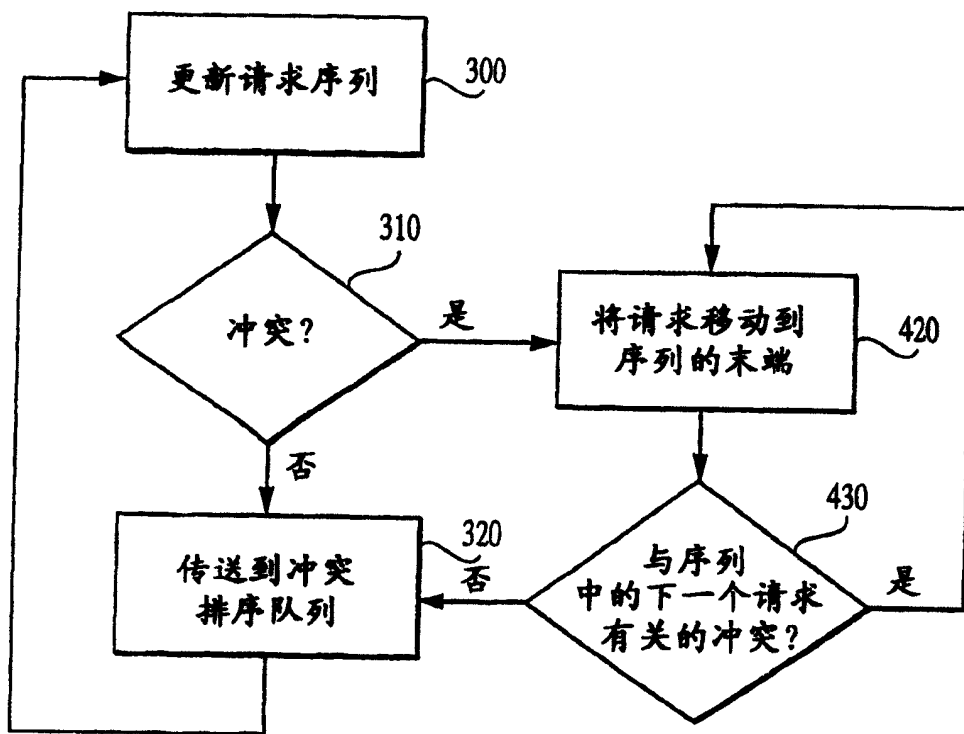 更新请求序列
300
310
冲突?
是
将请求移动到
序列的末端
420
否
320
传送到冲突
排序队列
否
430
与序列
中的下一个请求
有关的冲突?
是